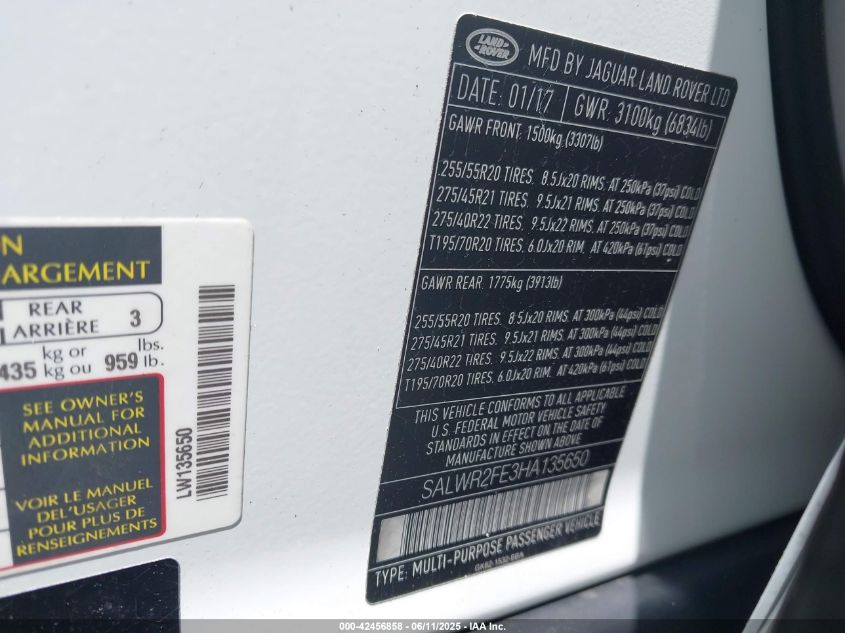 N
ARGEMENT
REAR
ARRIÈRE 3
435 kg or kg ou 959 lbs. lb.
SEE OWNER'S
MANUAL FOR
ADDITIONAL
INFORMATION
VOIR LE MANUEL
DEL'USAGER
POUR PLUS DE
RENSEIGNEMENTS
LW135650
LAND ROVER
MFD BY JAGUAR LAND ROVER LTD
DATE: 01/17 GWR: 3100kg (6834lb)
GAWR FRONT: 1500kg (3307lb)
255/55R20 TIRES. 8.5Jx20 RIMS. AT 250kPa (37psi) COLD
275/45R21 TIRES. 9.5Jx21 RIMS. AT 250kPa (37psi) COLD
275/40R22 TIRES. 9.5Jx22 RIMS. AT 250kPa (37psi) COLD
T195/70R20 TIRES. 6.0Jx20 RIM. AT 420kPa (61psi) COLD
GAWR REAR: 1775kg (3913lb)
255/55R20 TIRES. 8.5Jx20 RIMS. AT 300kPa (44psi) COLD
275/45R21 TIRES. 9.5Jx21 RIMS. AT 300kPa (44psi) COLD
275/40R22 TIRES. 9.5Jx22 RIMS. AT 300kPa (44psi) COLD
T195/70R20 TIRES. 6.0Jx20 RIM. AT 420kPa (61psi) COLD
THIS VEHICLE CONFORMS TO ALL APPLICABLE
U.S. FEDERAL MOTOR VEHICLE SAFETY
STANDARDS IN EFFECT ON THE DATE OF
MANUFACTURE SHOWN ABOVE
SALWR2FE3HA135650
TYPE: MULTI-PURPOSE PASSENGER VEHICLE
000-42456858 - 06/11/2025 - IAA Inc.